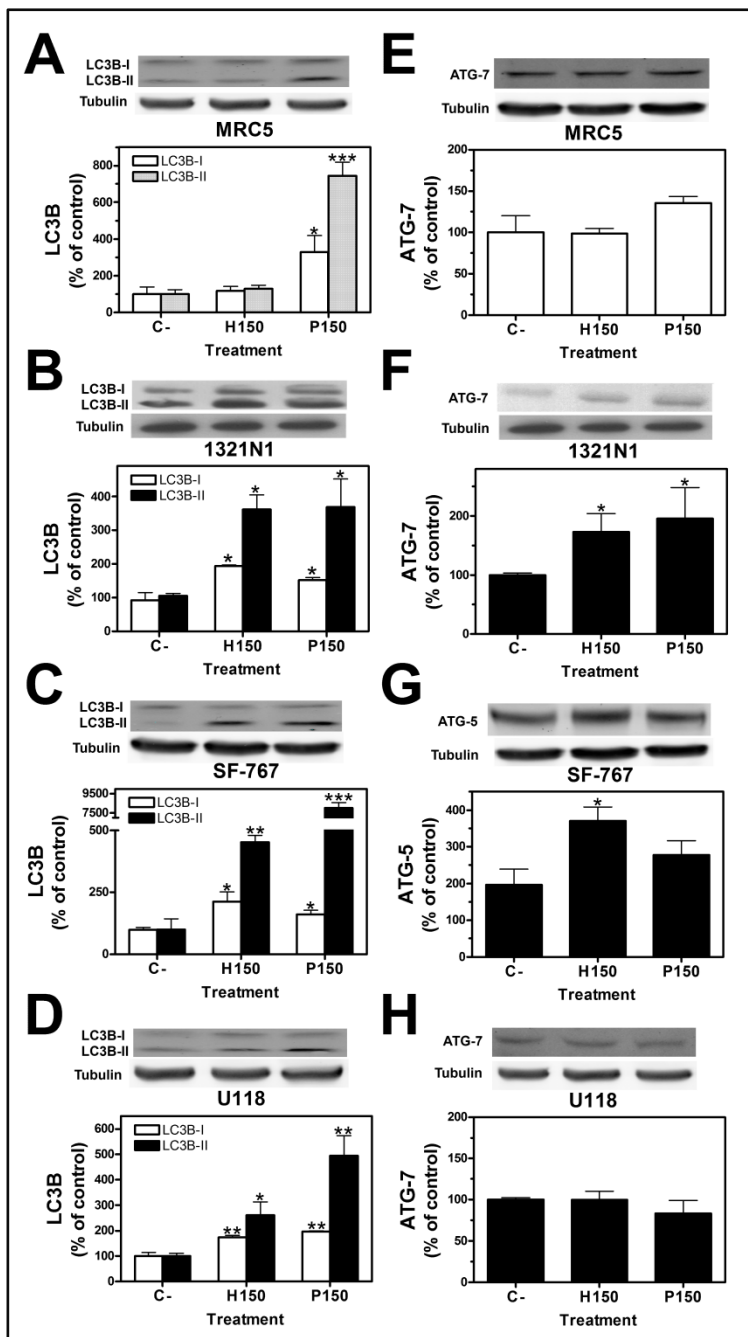 A
LC3B-I
LC3B-II
Tubulin
MRC5
LC3B-I
LC3B-II
LC3B
(% of control)
800
600
400
200
0
*
***
C- H150 P150
Treatment
E
ATG-7
Tubulin
MRC5
ATG-7
(% of control)
150
125
100
75
50
25
0
C- H150 P150
Treatment
B
LC3B-I
LC3B-II
Tubulin
1321N1
LC3B-I
LC3B-II
LC3B
(% of control)
400
300
200
100
0
* * * *
C- H150 P150
Treatment
F
ATG-7
Tubulin
1321N1
ATG-7
(% of control)
200
150
100
50
0
* *
C- H150 P150
Treatment
C
LC3B-I
LC3B-II
Tubulin
SF-767
LC3B-I
LC3B-II
LC3B
(% of control)
9500
7500
500
250
0
* ** * ***
C- H150 P150
Treatment
G
ATG-5
Tubulin
SF-767
ATG-5
(% of control)
400
300
200
100
0
*
C- H150 P150
Treatment
D
LC3B-I
LC3B-II
Tubulin
U118
LC3B-I
LC3B-II
LC3B
(% of control)
600
500
400
300
200
100
0
** * ** **
C- H150 P150
Treatment
H
ATG-7
Tubulin
U118
ATG-7
(% of control)
200
150
100
50
0
C- H150 P150
Treatment